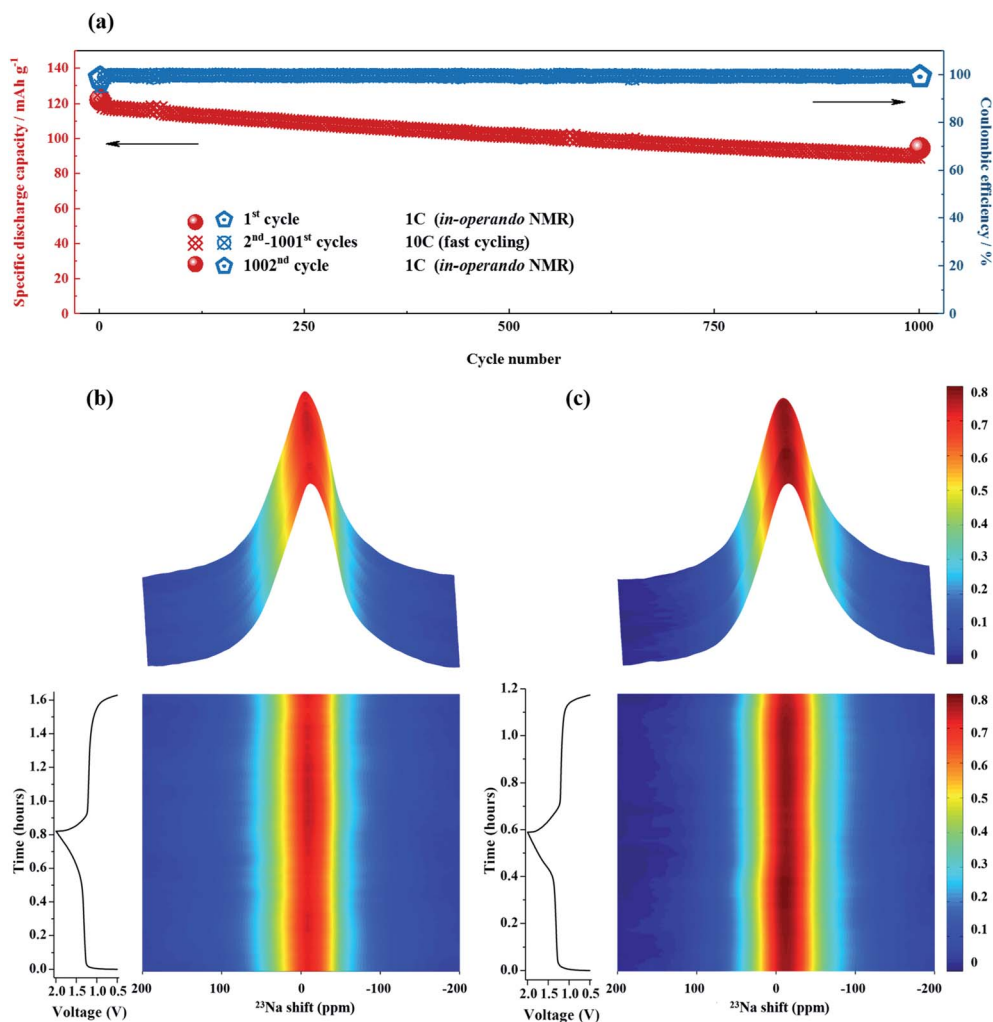 (a)
140
120
100
80
60
40
20
0
Specific discharge capacity / mAh g⁻¹
100
80
60
40
20
0
Coulombic efficiency / %
1st cycle 1C (in-operando NMR)
2nd-1001st cycles 10C (fast cycling)
1002nd cycle 1C (in-operando NMR)
0 250 500 750 1000
Cycle number
(b)
(c)
0.8
0.7
0.6
0.5
0.4
0.3
0.2
0.1
0
1.6
1.4
1.2
1.0
0.8
0.6
0.4
0.2
0.0
Time (hours)
2.0 1.5 1.0 0.5
Voltage (V)
200 100 0 -100 -200
²³Na shift (ppm)
1.2
1.0
0.8
0.6
0.4
0.2
0.0
Time (hours)
2.0 1.5 1.0 0.5
Voltage (V)
200 100 0 -100 -200
²³Na shift (ppm)
0.8
0.7
0.6
0.5
0.4
0.3
0.2
0.1
0